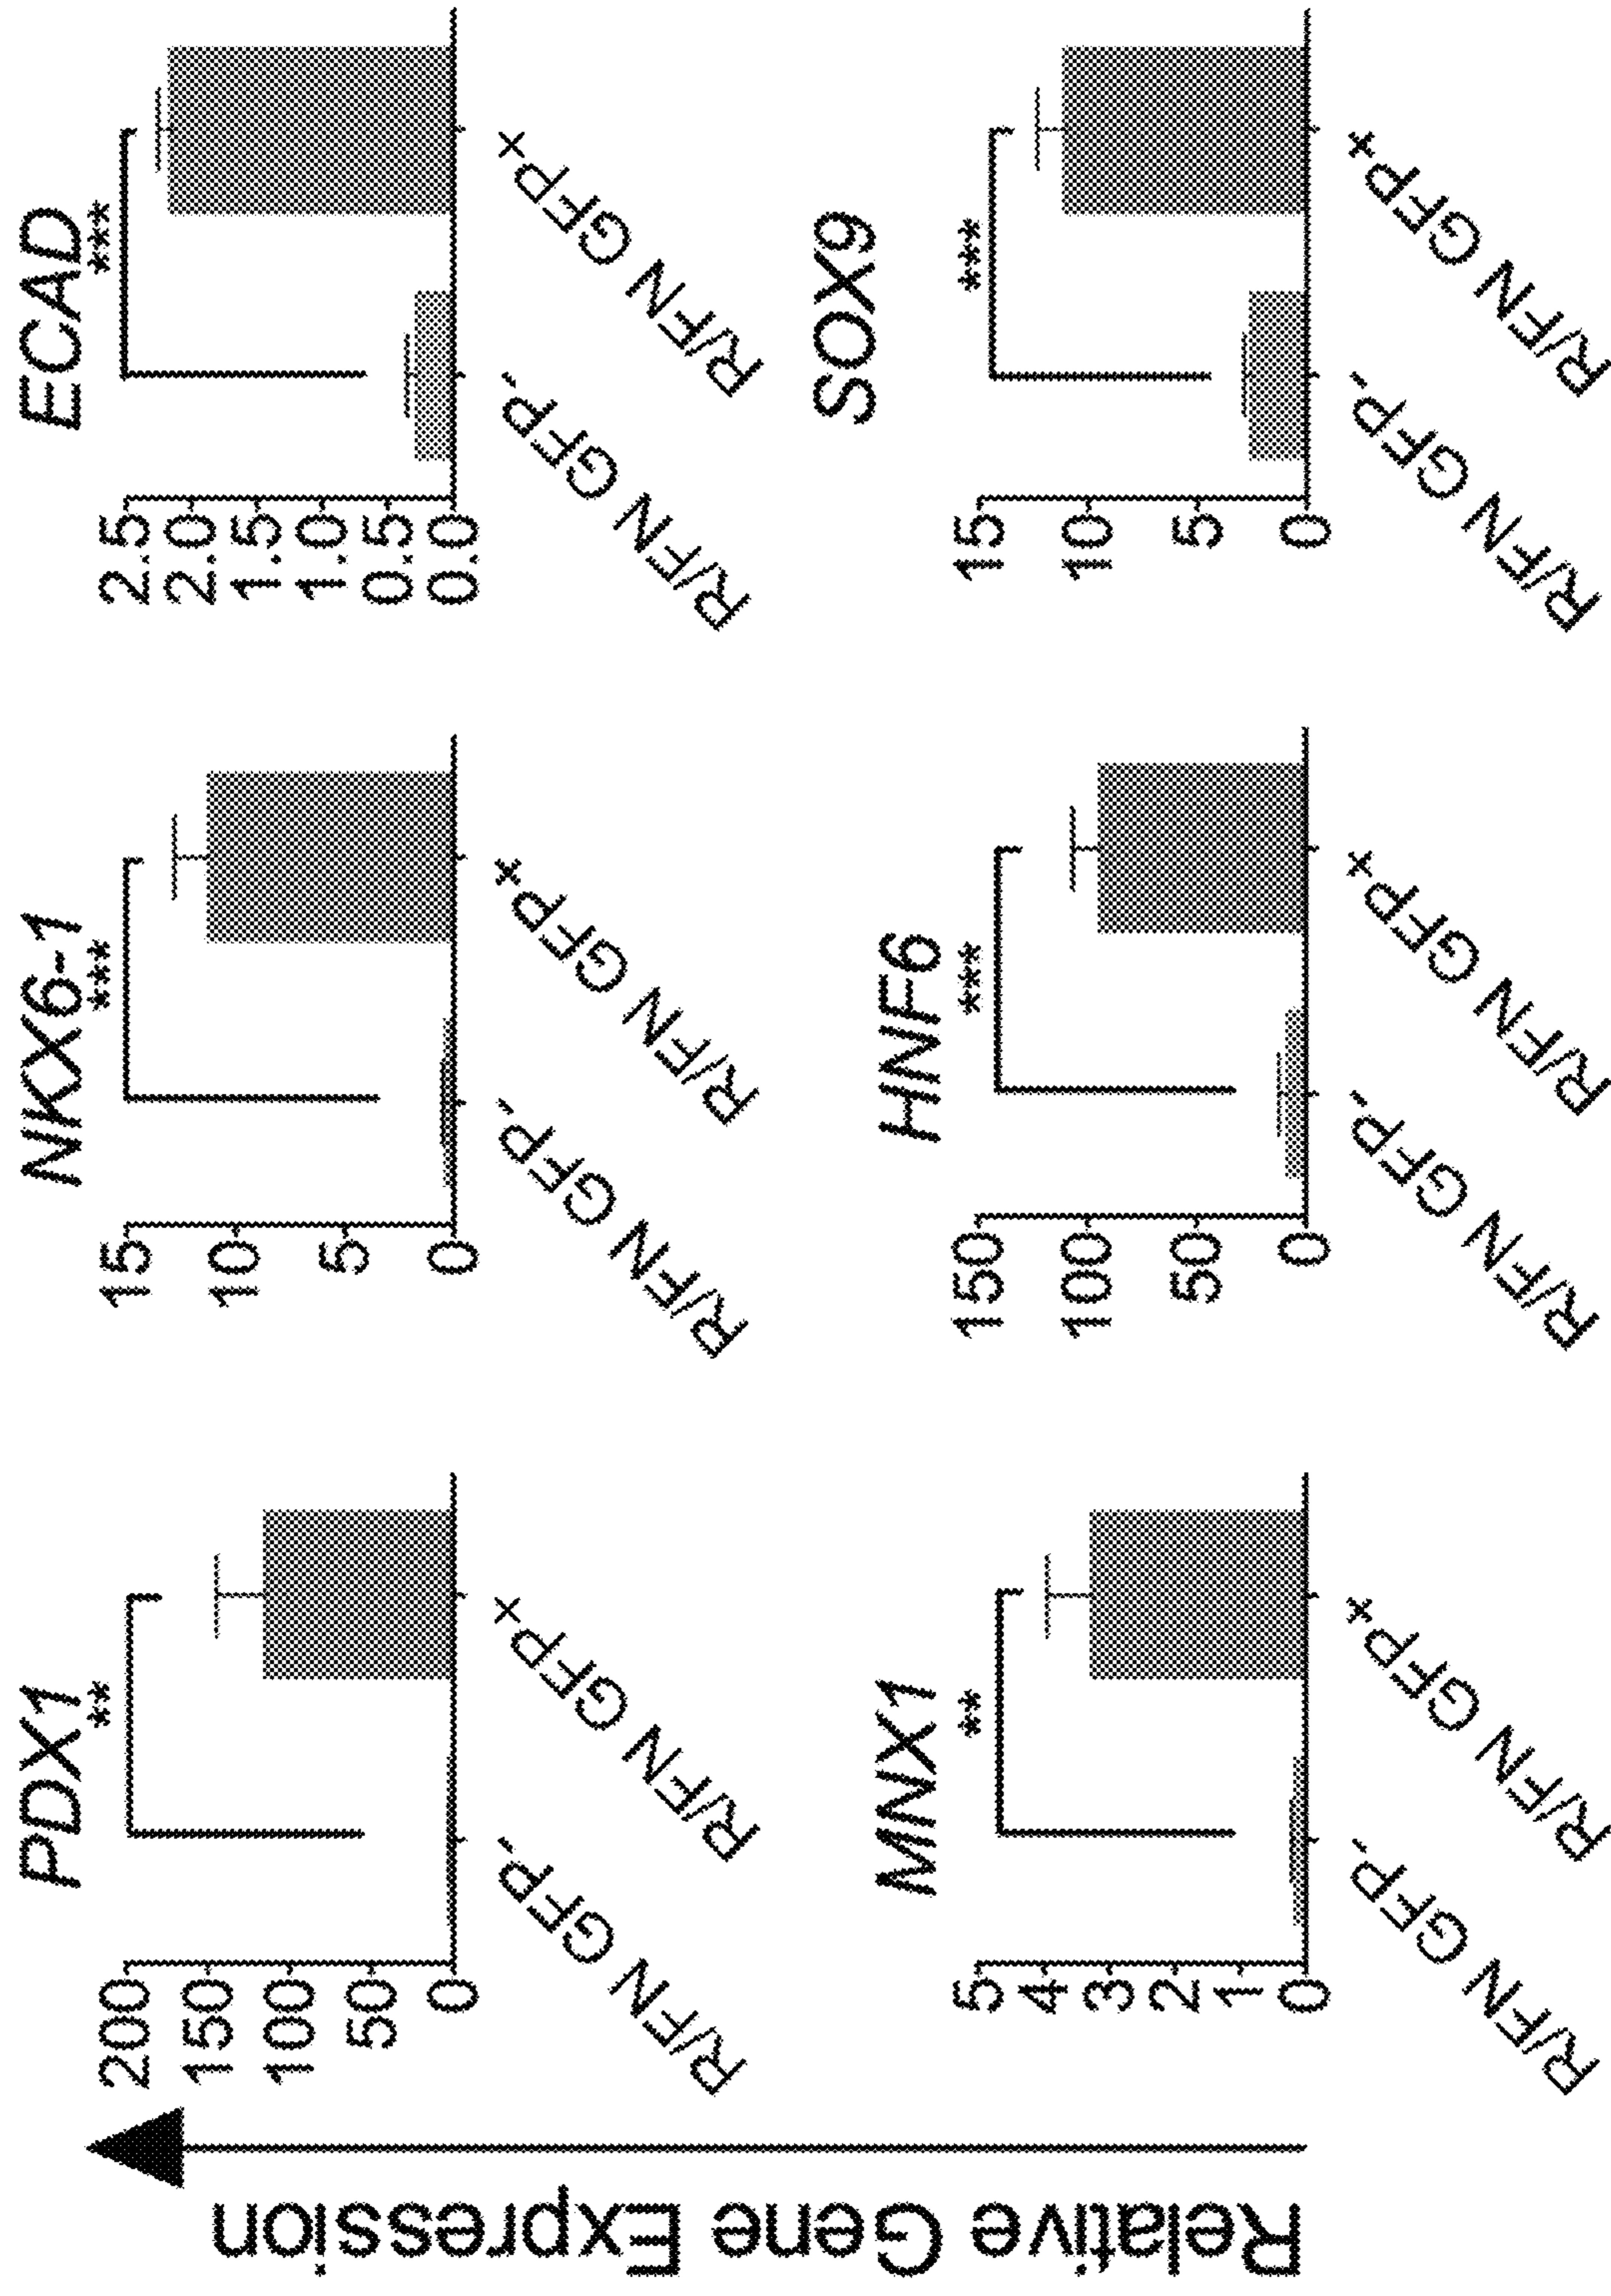 Relative Gene Expression
PDX1
**
200
150
100
50
0
R/FN GFP-
R/FN GFP+
NKX6-1
***
15
10
5
0
R/FN GFP-
R/FN GFP+
ECAD
***
2.5
2.0
1.5
1.0
0.5
0.0
R/FN GFP-
R/FN GFP+
MNX1
**
5
4
3
2
1
0
R/FN GFP-
R/FN GFP+
HNF6
***
150
100
50
0
R/FN GFP-
R/FN GFP+
SOX9
***
15
10
5
0
R/FN GFP-
R/FN GFP+